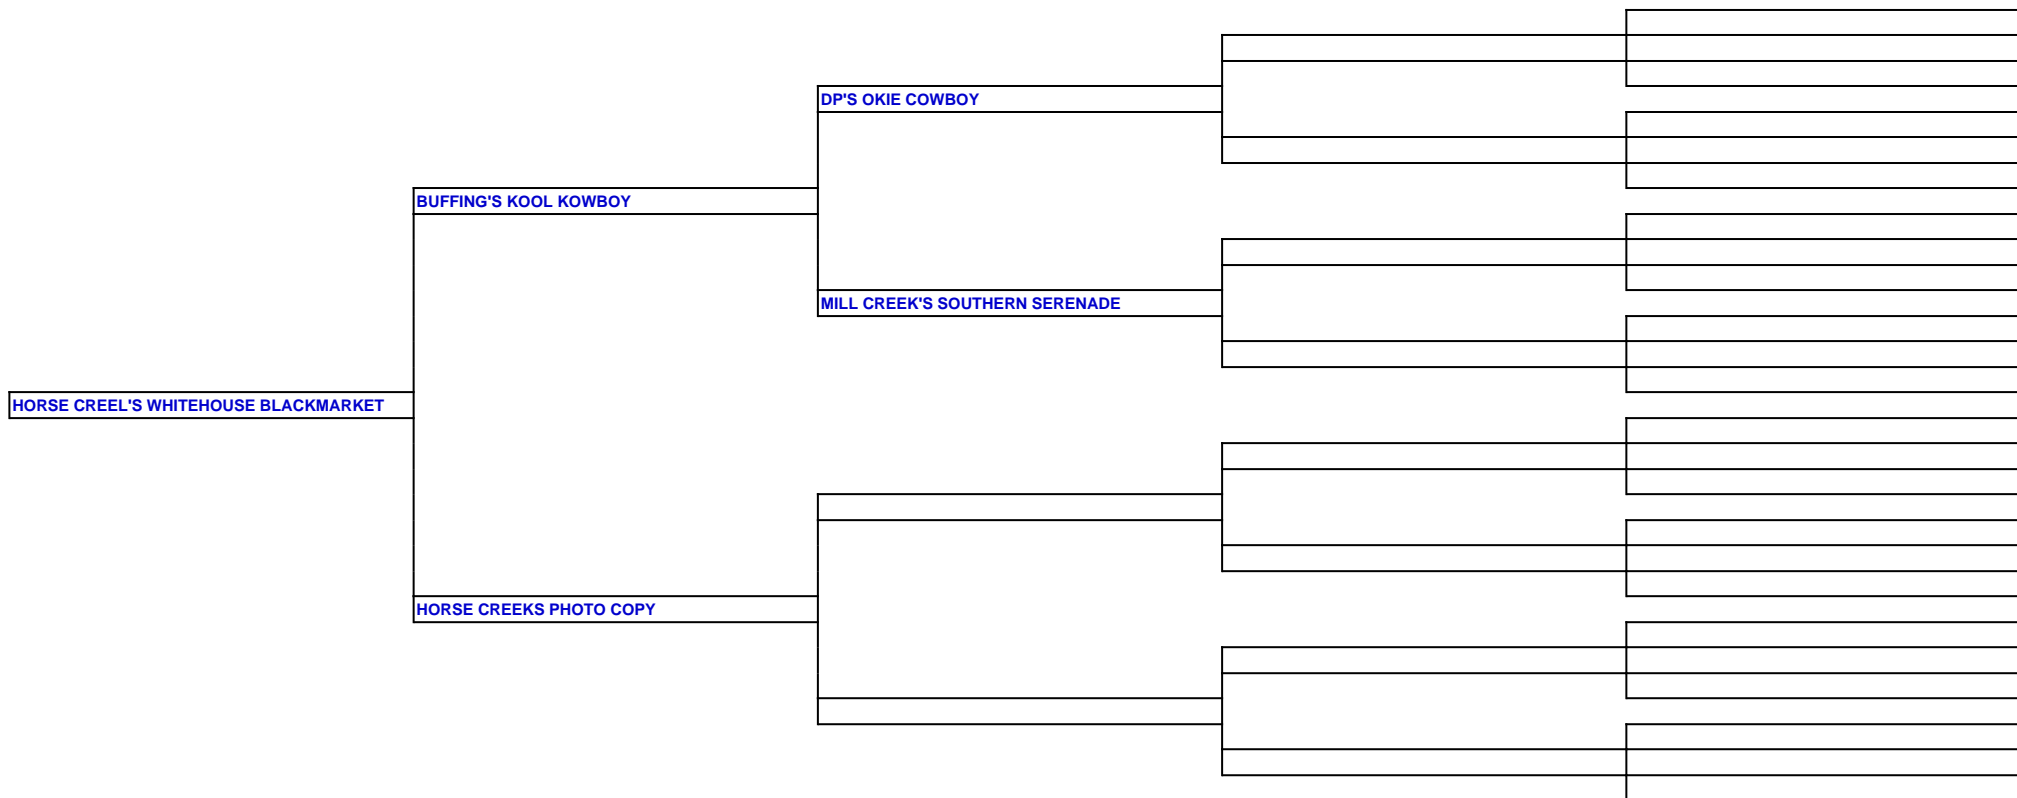 DP'S OKIE COWBOY
BUFFING'S KOOL KOWBOY
MILL CREEK'S SOUTHERN SERENADE
HORSE CREEL'S WHITEHOUSE BLACKMARKET
HORSE CREEKS PHOTO COPY